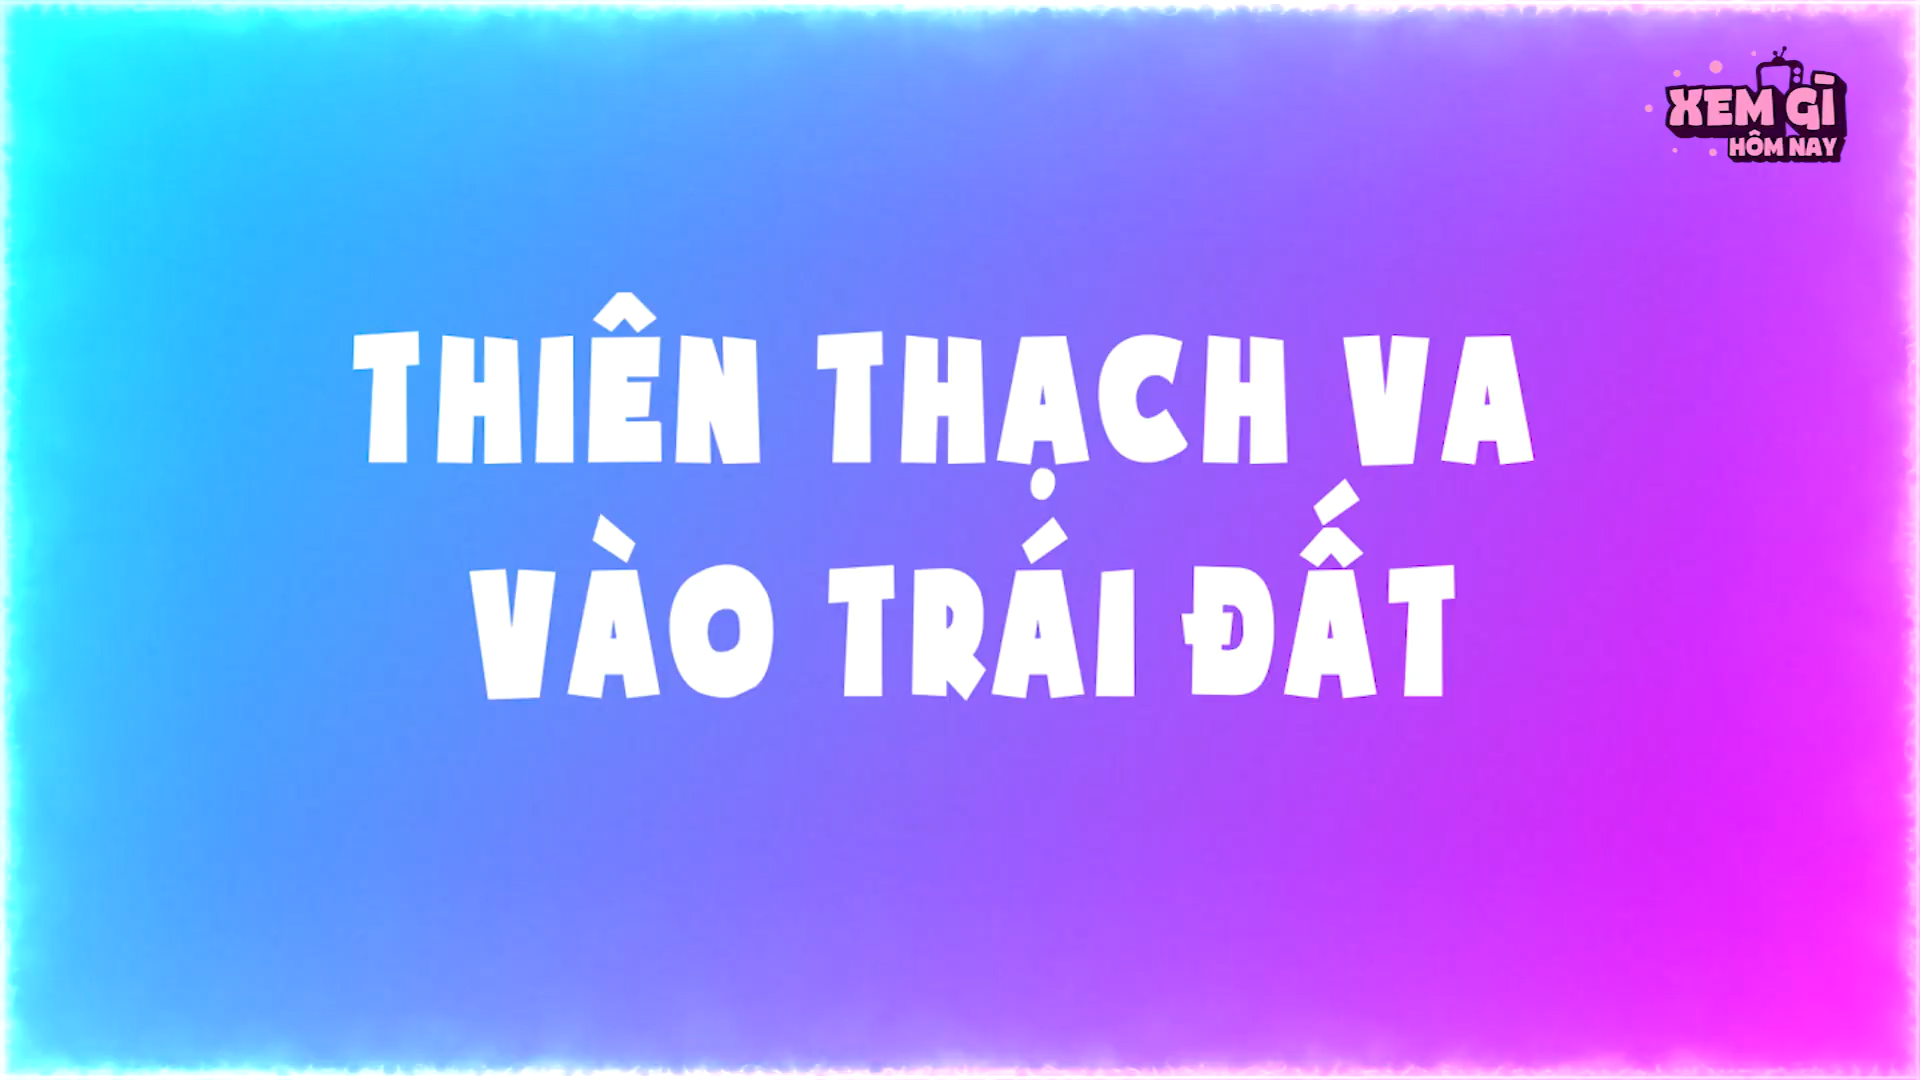 XEM GÌ
HÔM NAY
THIÊN THẠCH VA
VÀO TRÁI ĐẤT